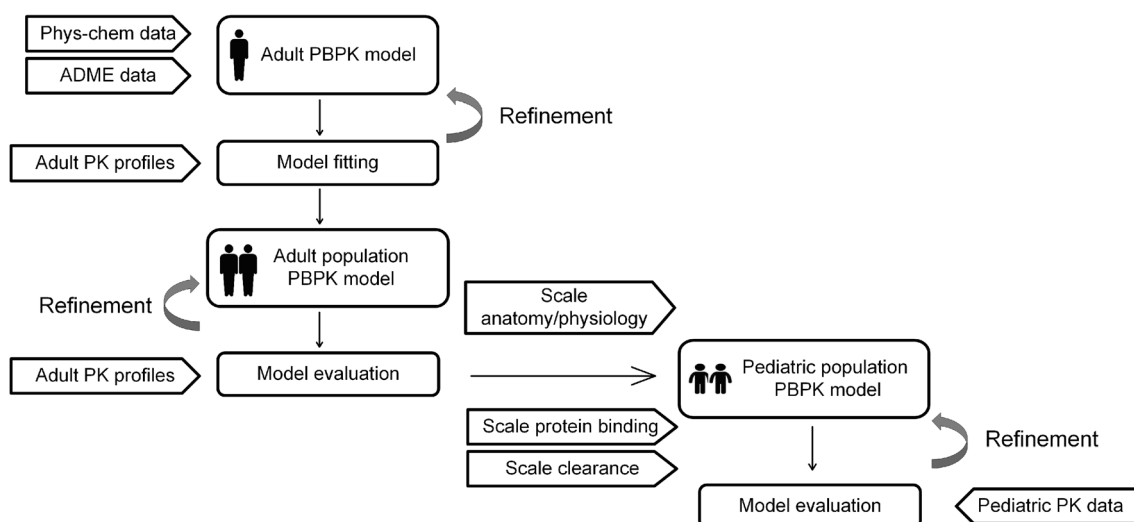 Phys-chem data
ADME data
Adult PBPK model
Refinement
Adult PK profiles
Model fitting
Adult population
PBPK model
Refinement
Scale
anatomy/physiology
Adult PK profiles
Model evaluation
Pediatric population
PBPK model
Scale protein binding
Scale clearance
Refinement
Model evaluation
Pediatric PK data